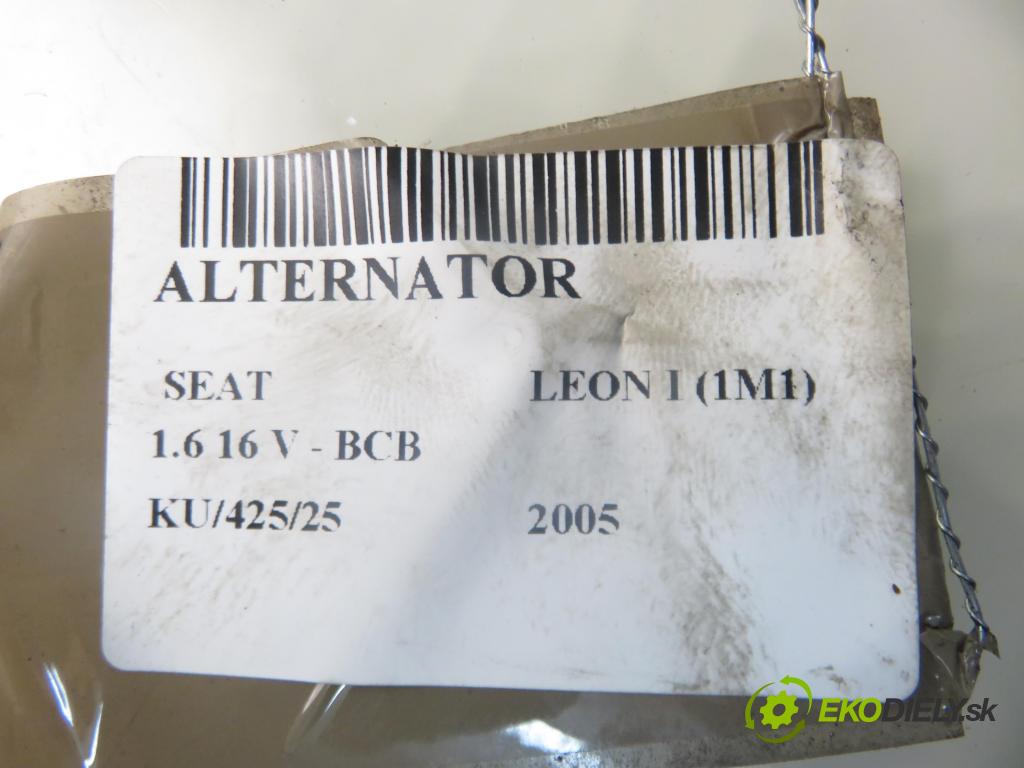 ALTERNATOR
SEAT LEON I (1M1)
1.6 16 V - BCB
KU/425/25 2005
EKODIELY.sk